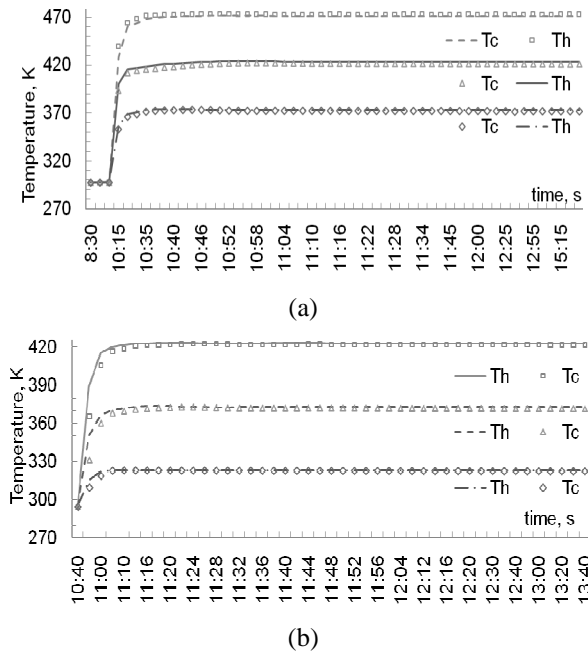 470
420
370
320
270
Temperature, K
Tc Th
Tc Th
Tc Th
time, s
8:30 10:15 10:35 10:40 10:46 10:52 10:58 11:04 11:10 11:16 11:22 11:28 11:34 11:45 12:00 12:25 12:55 15:15
(a)
420
390
360
330
300
270
Temperature, K
Th Tc
Th Tc
Th Tc
time, s
10:40 11:00 11:10 11:16 11:20 11:24 11:28 11:32 11:36 11:40 11:44 11:48 11:52 11:56 12:04 12:12 12:20 12:30 12:40 12:50 13:00 13:20 13:40
(b)